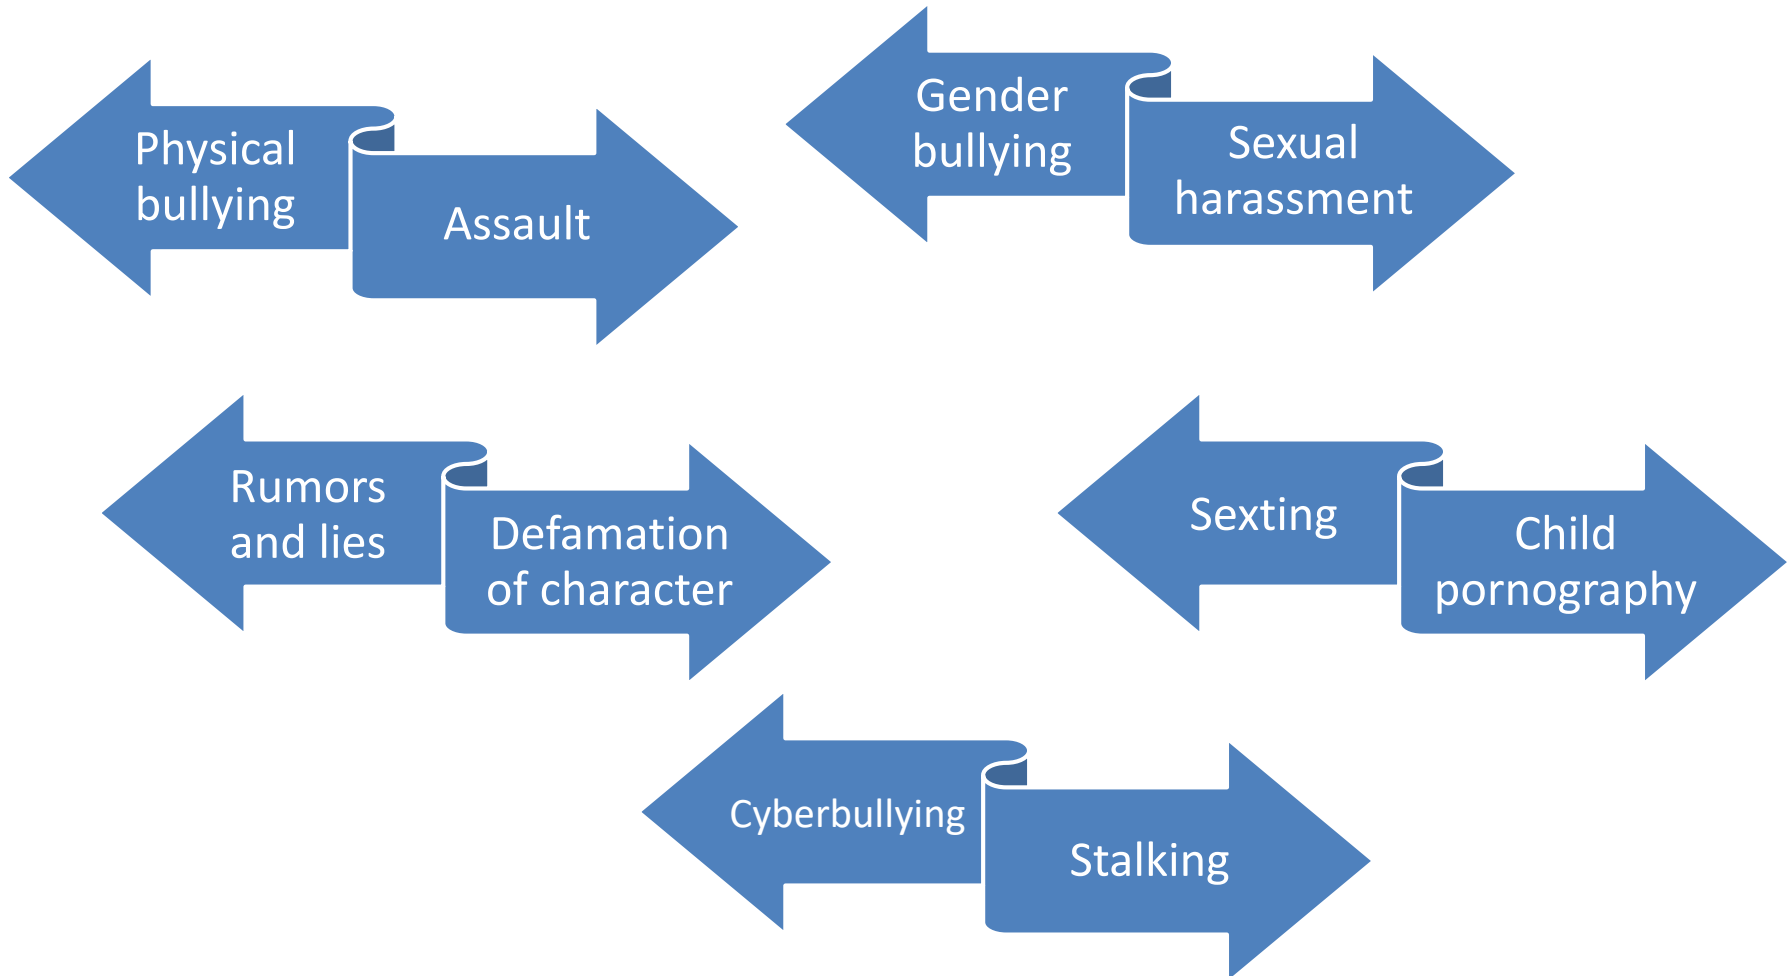 Physical
bullying
Assault
Gender
bullying
Sexual
harassment
Rumors
and lies
Defamation
of character
Sexting
Child
pornography
Cyberbullying
Stalking